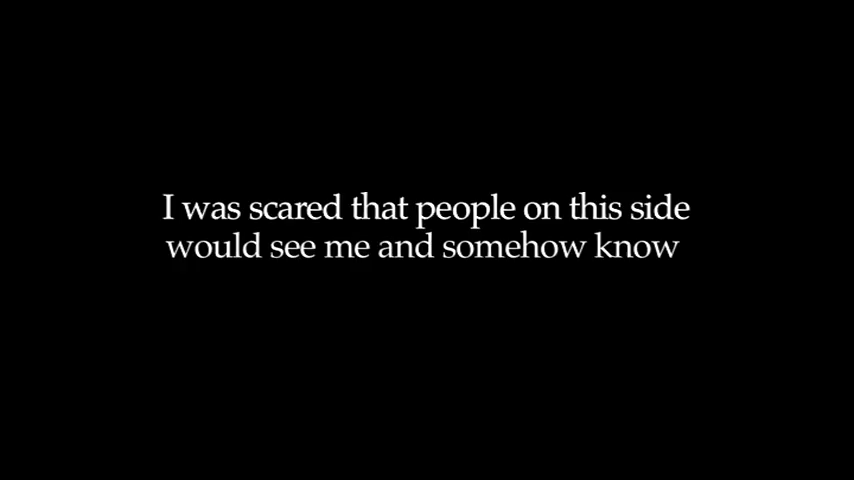 I was scared that people on this side
would see me and somehow know